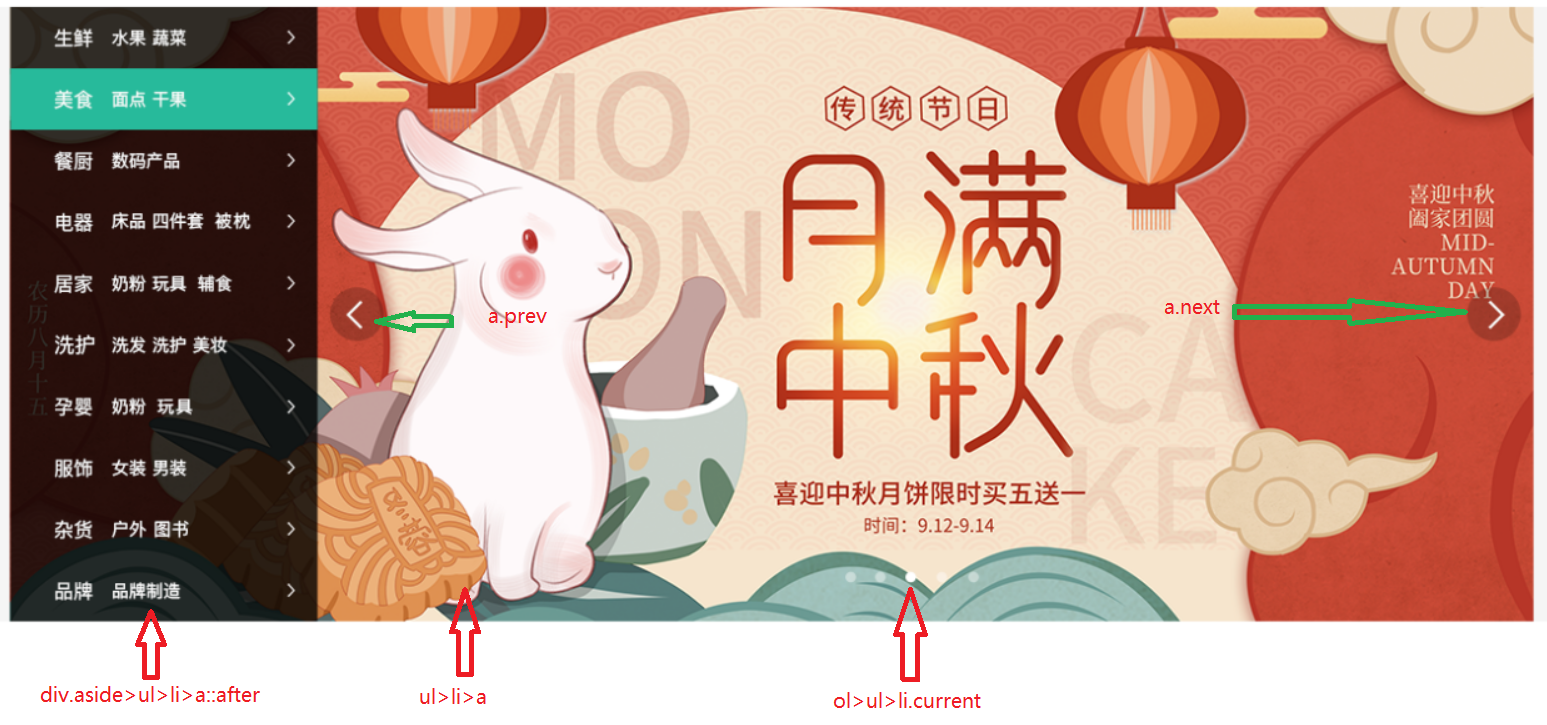 生鲜 水果 蔬菜
美食 面点 干果
餐厨 数码产品
电器 床品 四件套 被枕
居家 奶粉 玩具 辅食
洗护 洗发 洗护 美妆
孕婴 奶粉 玩具
服饰 女装 男装
杂货 户外 图书
品牌 品牌制造
农历八月十五
MO
ON
传统节日
月满
中秋
喜迎中秋月饼限时买五送一
时间：9.12-9.14
CA
KE
喜迎中秋
阖家团圆
MID-
AUTUMN
DAY
a.prev
a.next
div.aside>ul>li>a::after
ul>li>a
ol>ul>li.current